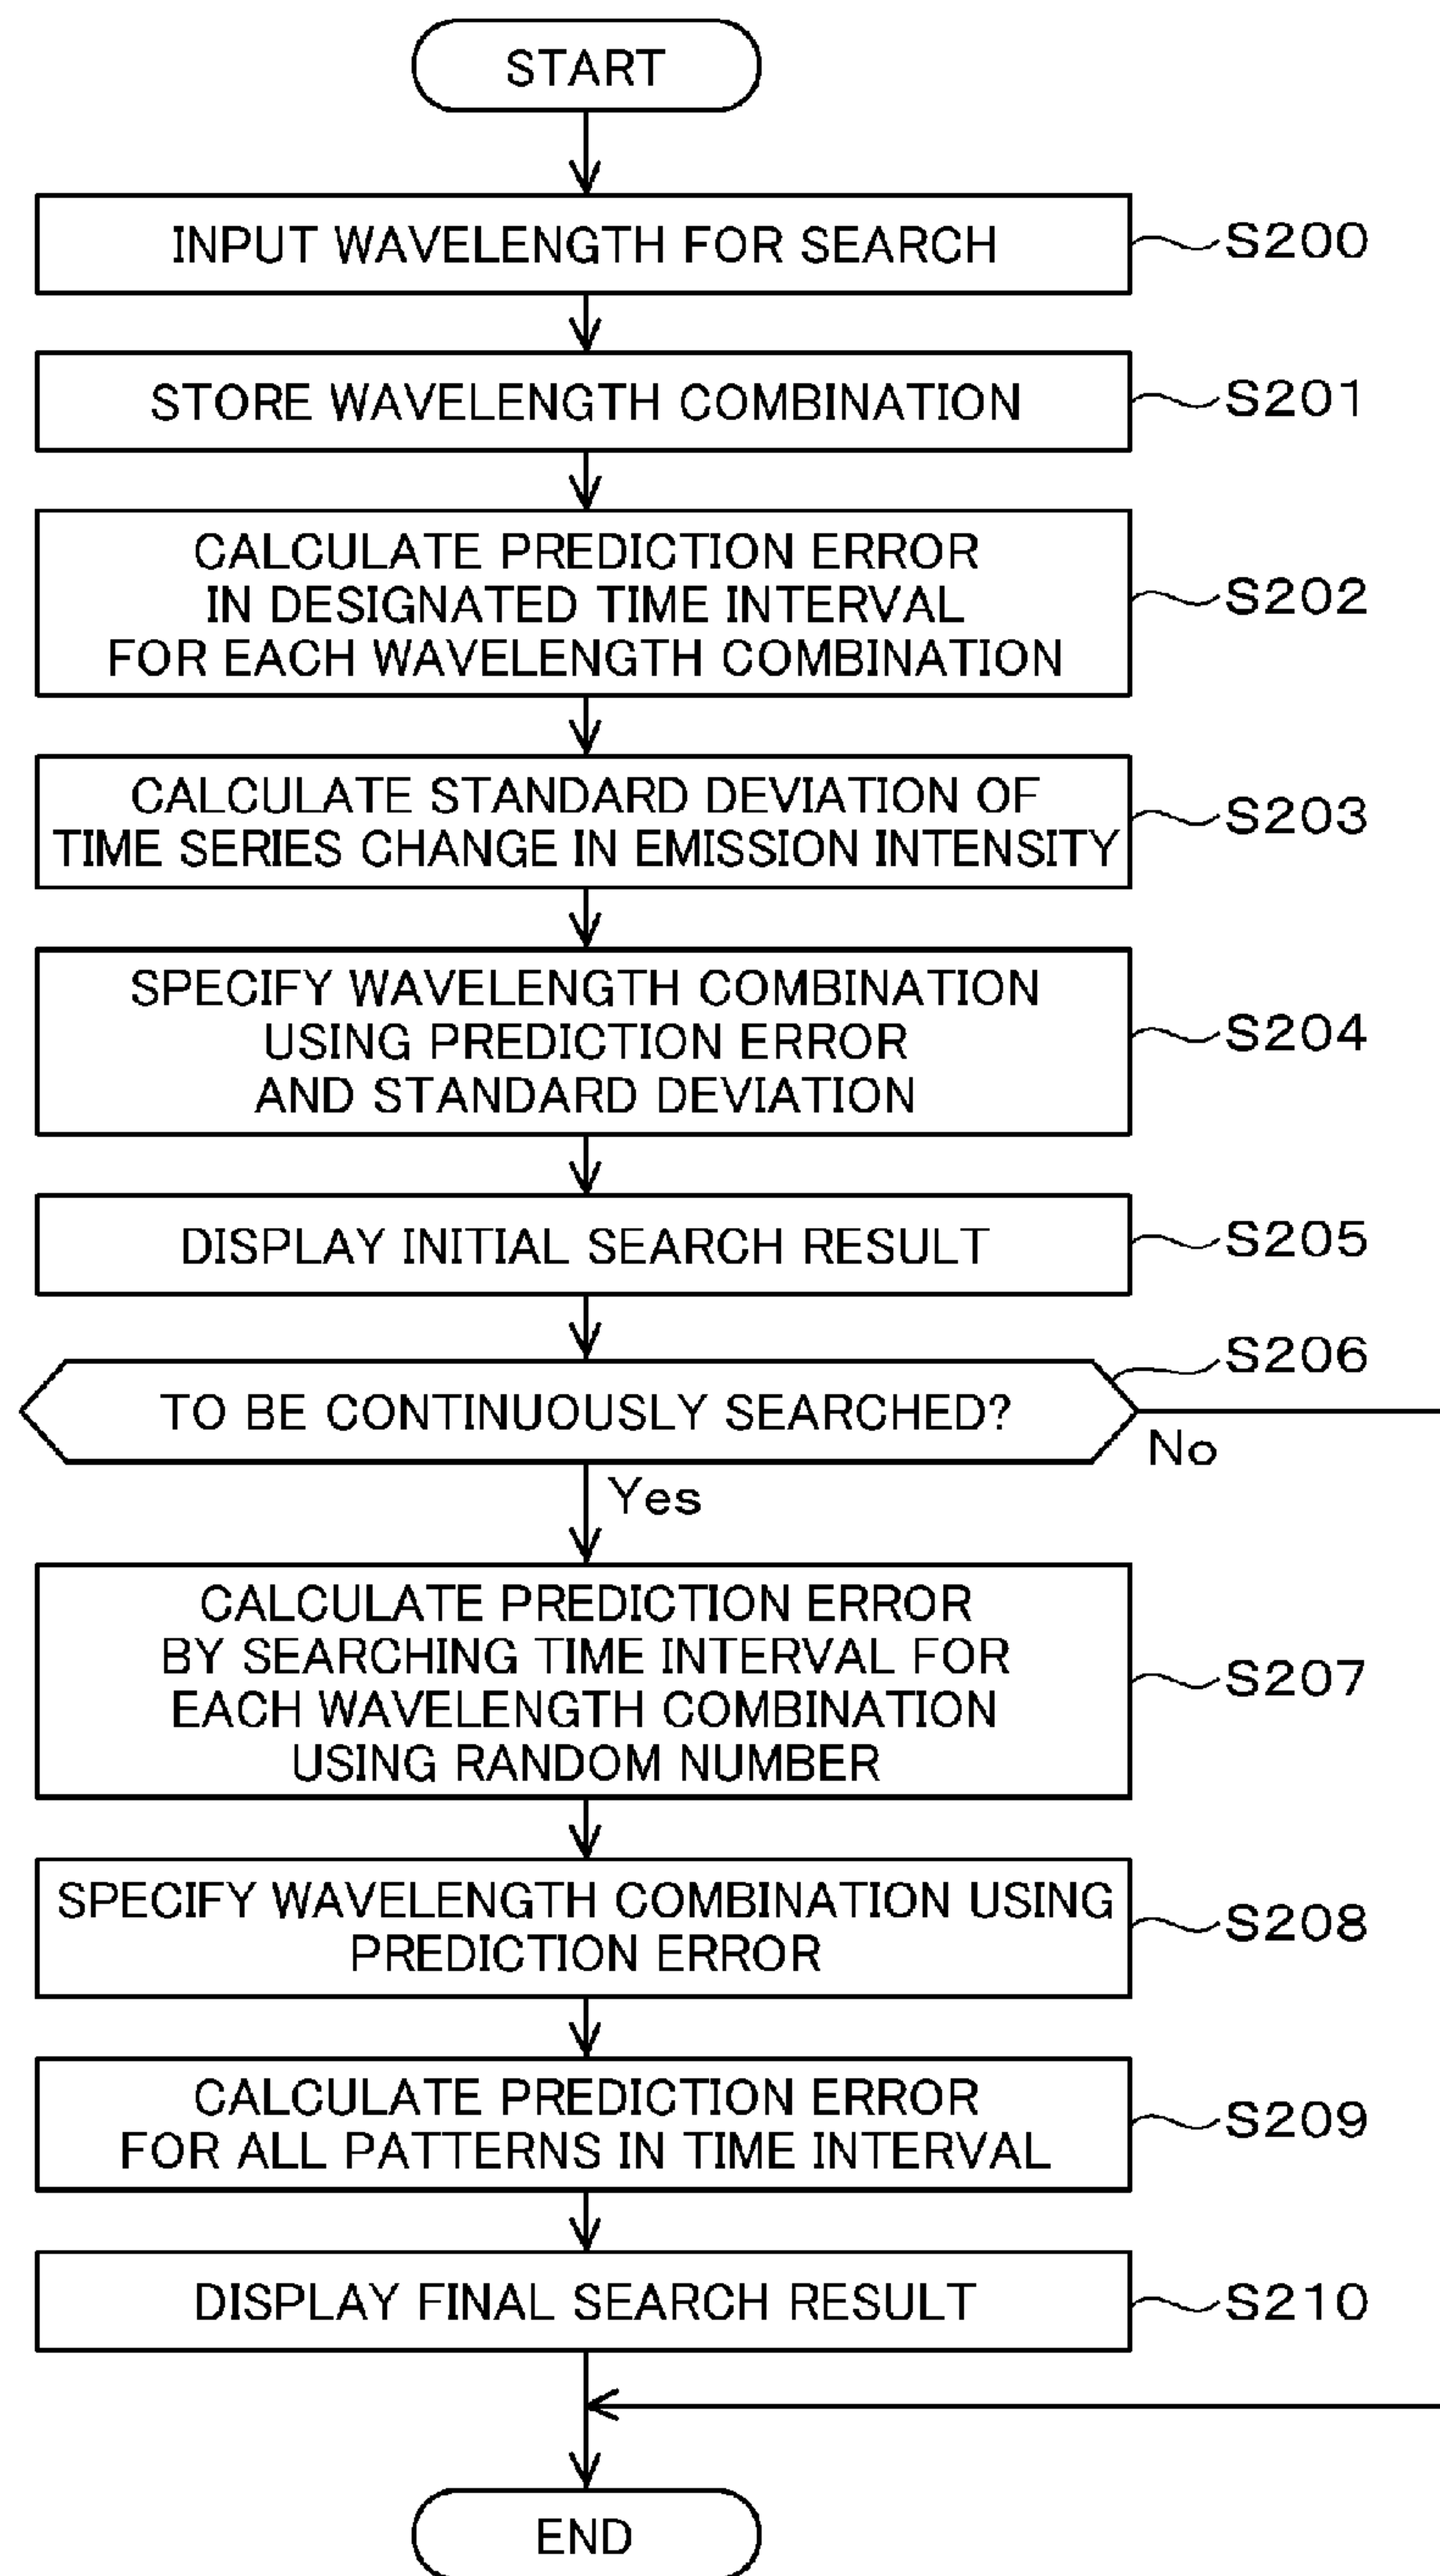 START
INPUT WAVELENGTH FOR SEARCH
S200
STORE WAVELENGTH COMBINATION
S201
CALCULATE PREDICTION ERROR
IN DESIGNATED TIME INTERVAL
FOR EACH WAVELENGTH COMBINATION
S202
CALCULATE STANDARD DEVIATION OF
TIME SERIES CHANGE IN EMISSION INTENSITY
S203
SPECIFY WAVELENGTH COMBINATION
USING PREDICTION ERROR
AND STANDARD DEVIATION
S204
DISPLAY INITIAL SEARCH RESULT
S205
TO BE CONTINUOUSLY SEARCHED?
S206
No
Yes
CALCULATE PREDICTION ERROR
BY SEARCHING TIME INTERVAL FOR
EACH WAVELENGTH COMBINATION
USING RANDOM NUMBER
S207
SPECIFY WAVELENGTH COMBINATION USING
PREDICTION ERROR
S208
CALCULATE PREDICTION ERROR
FOR ALL PATTERNS IN TIME INTERVAL
S209
DISPLAY FINAL SEARCH RESULT
S210
END